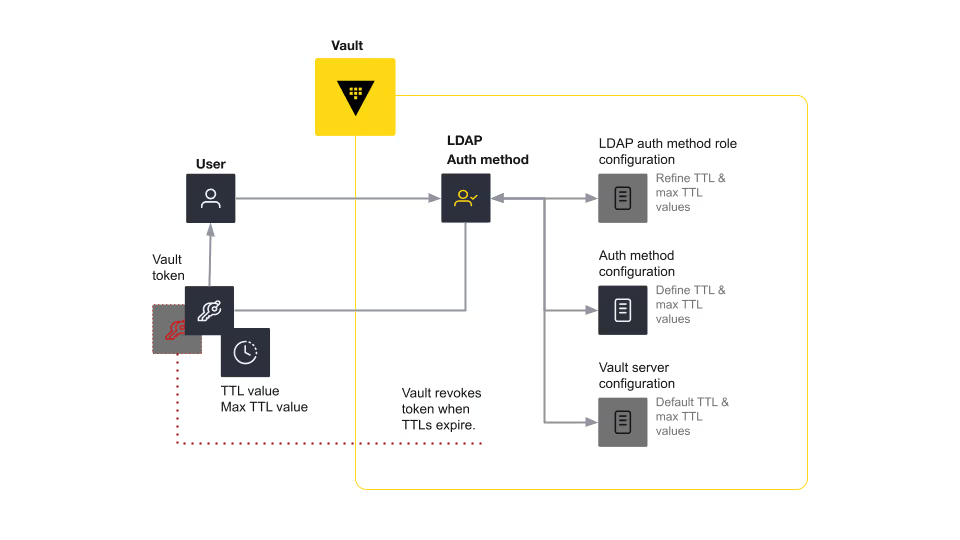 Vault
LDAP
Auth method
User
LDAP auth method role
configuration
Refine TTL &
max TTL
values
Vault
token
Auth method
configuration
Define TTL &
max TTL
values
TTL value
Max TTL value
Vault revokes
token when
TTLs expire.
Vault server
configuration
Default TTL &
max TTL
values